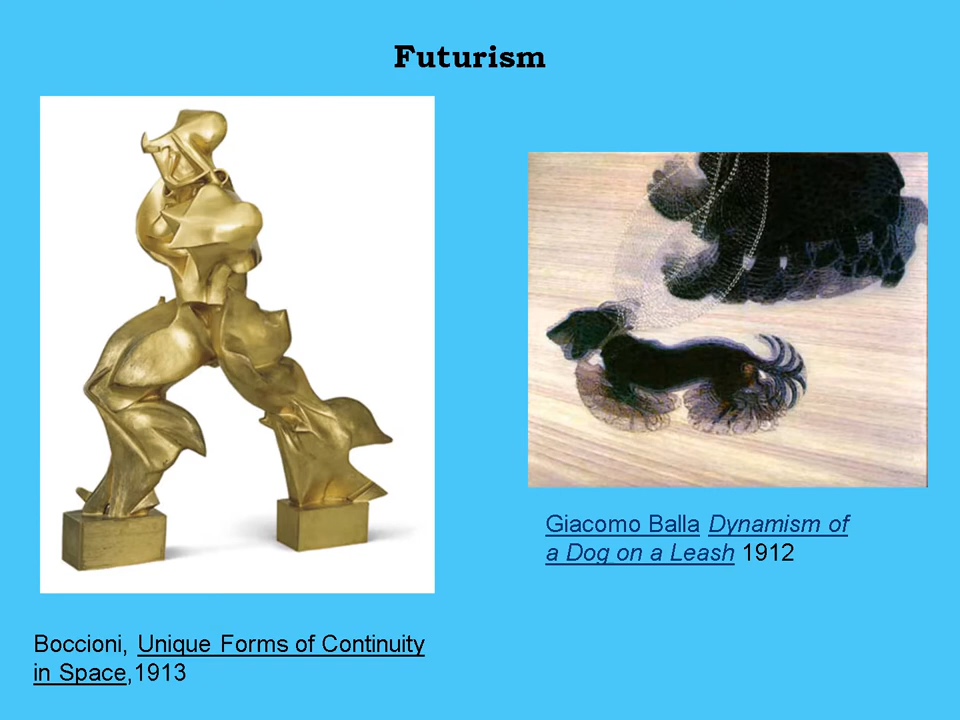 Futurism
Giacomo Balla Dynamism of
a Dog on a Leash 1912
Boccioni, Unique Forms of Continuity
in Space,1913